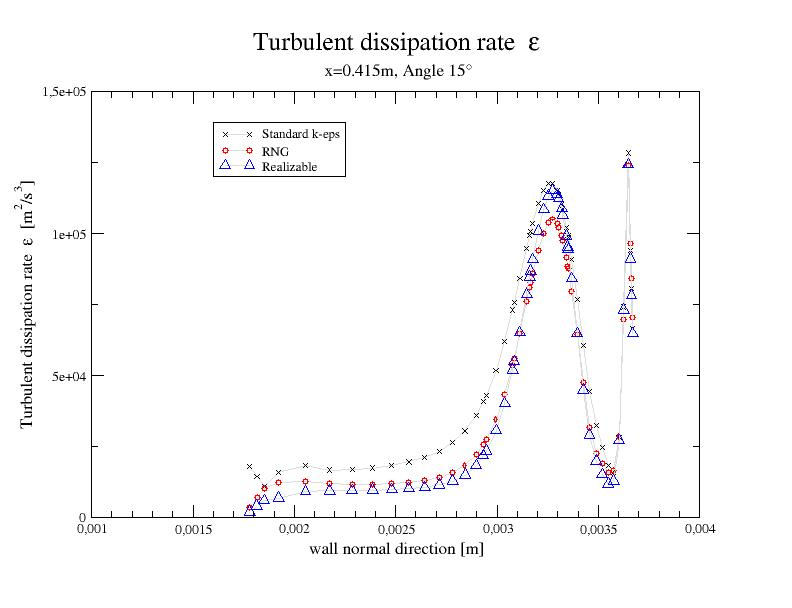 Turbulent dissipation rate ε
x=0.415m, Angle 15°
1,5e+05
Standard k-eps
RNG
Realizable
1e+05
Turbulent dissipation rate ε [m²/s³]
5e+04
0
0,001 0,0015 0,002 0,0025 0,003 0,0035 0,004
wall normal direction [m]